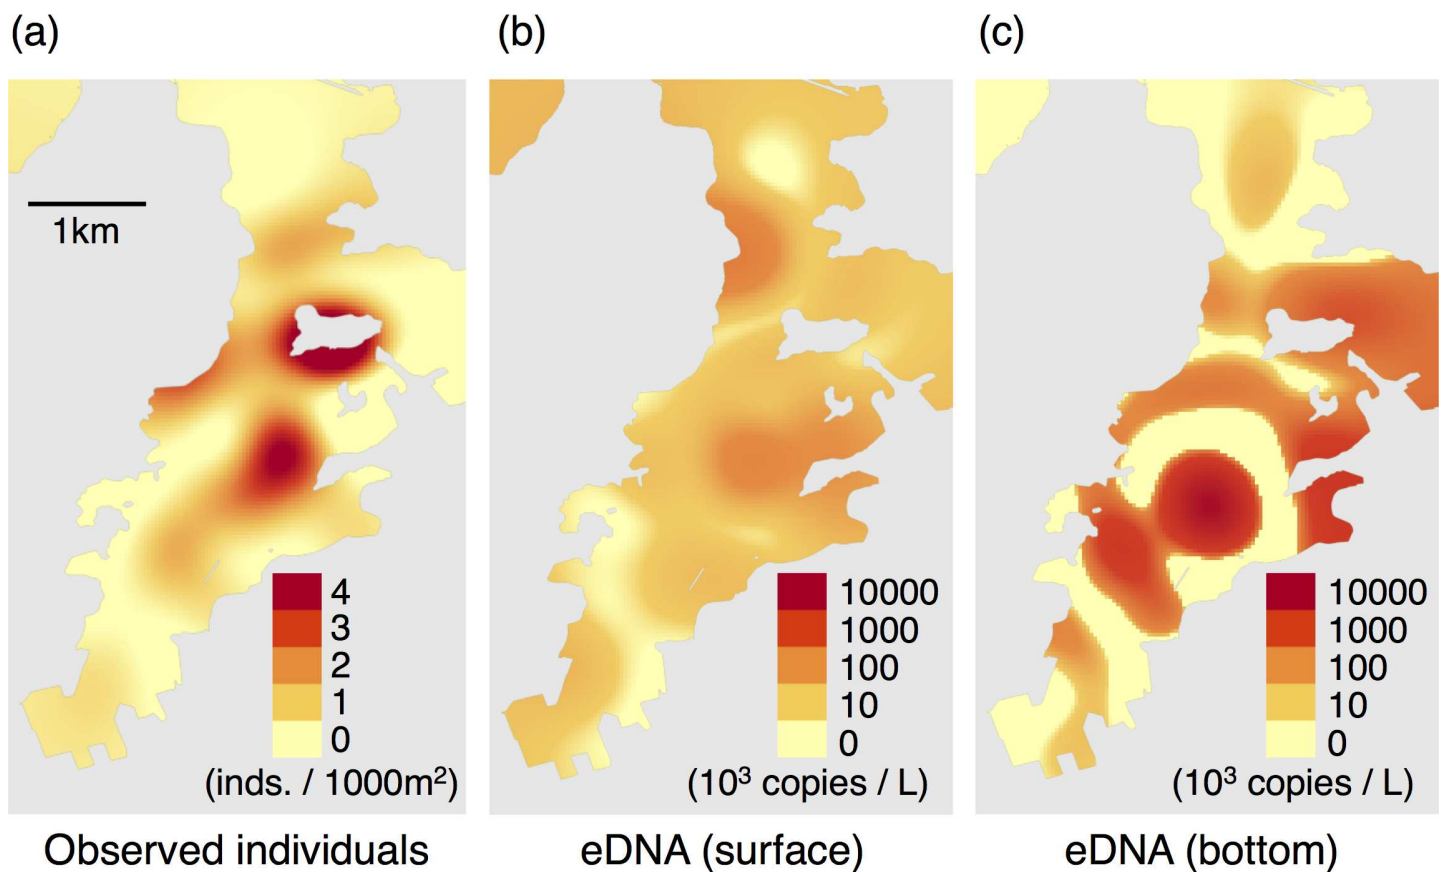 (a)
(b)
(c)
1km
4
3
2
1
0
(inds. / 1000m²)
10000
1000
100
10
0
(10³ copies / L)
10000
1000
100
10
0
(10³ copies / L)
Observed individuals
eDNA (surface)
eDNA (bottom)